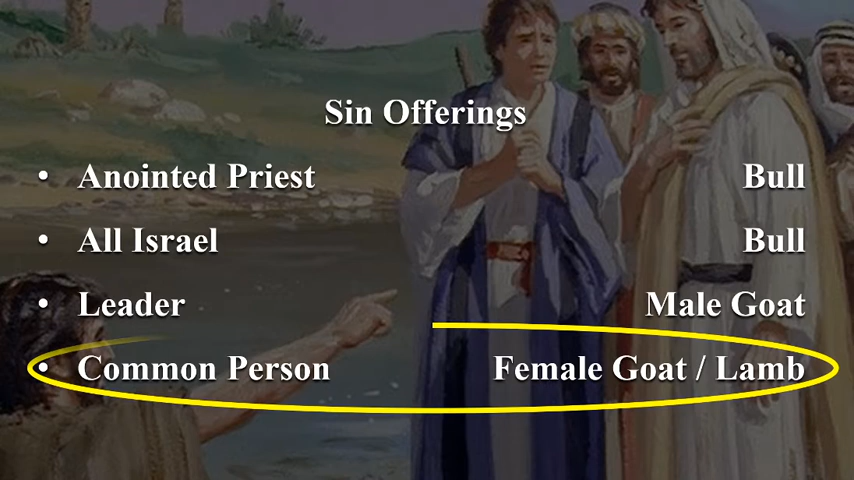 Sin Offerings
• Anointed Priest Bull
• All Israel Bull
• Leader Male Goat
• Common Person Female Goat / Lamb